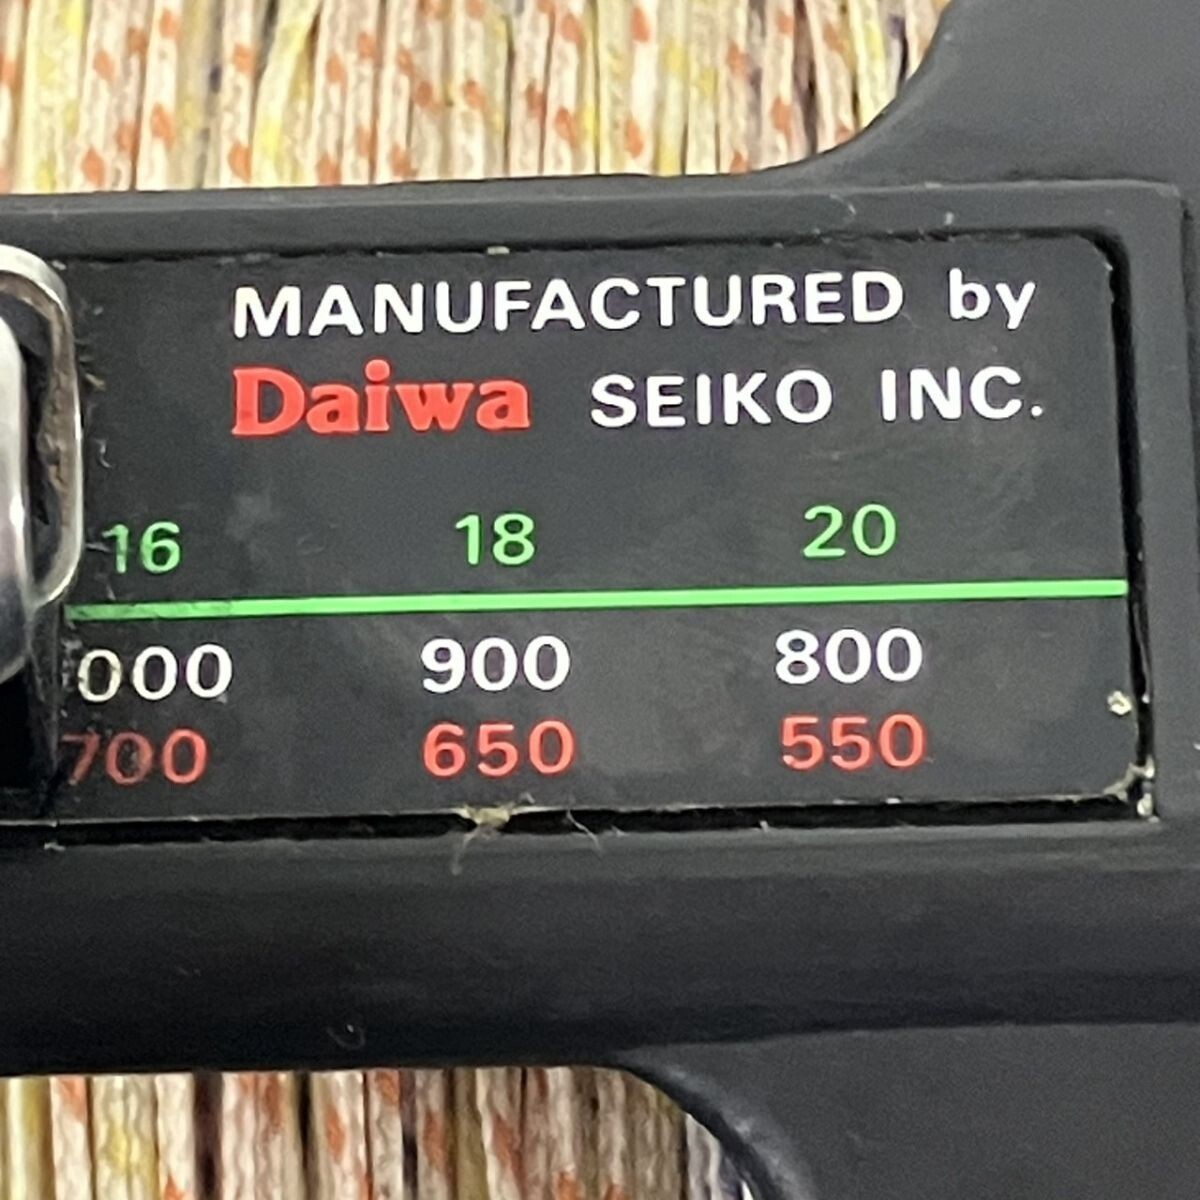 MANUFACTURED by
Daiwa SEIKO INC.
16 18 20
000 900 800
700 650 550